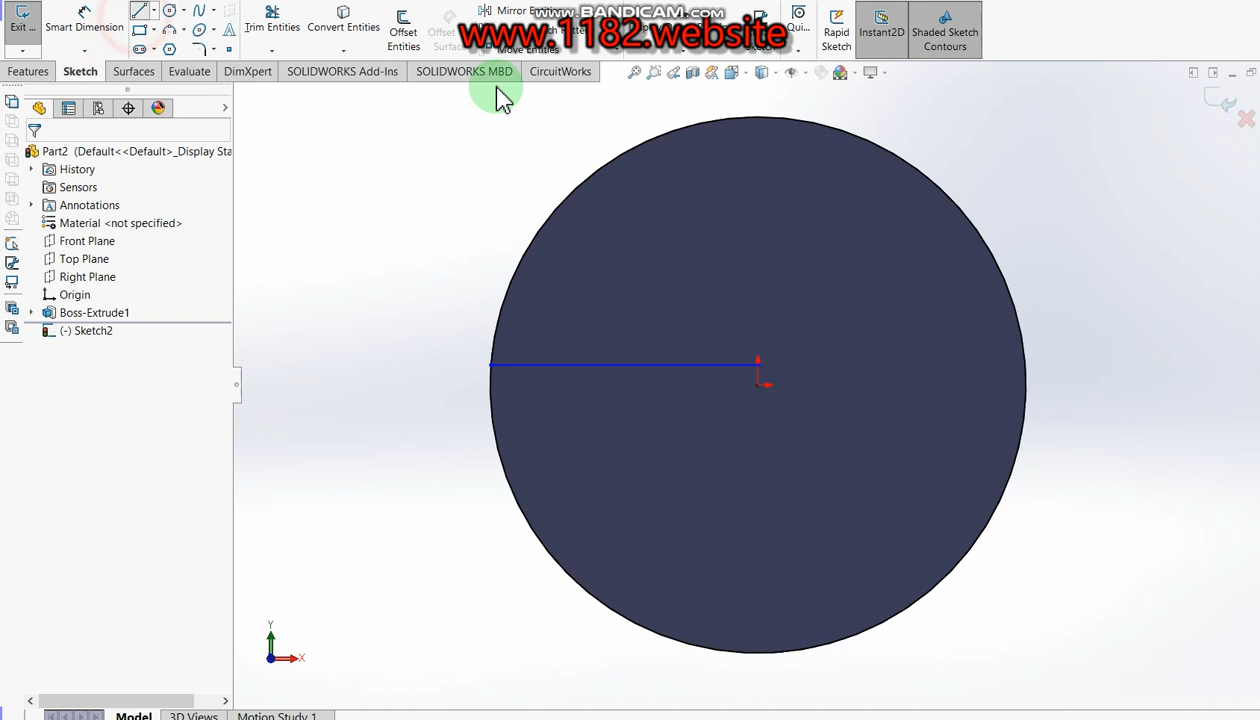 Exit ...
Smart Dimension
Trim Entities
Convert Entities
Offset
Entities
Offset
Mirror Entities
Move Entities
www.BANDICAM.com
www.1182.website
Qui...
Rapid
Sketch
Instant2D
Shaded Sketch
Contours
Features
Sketch
Surfaces
Evaluate
DimXpert
SOLIDWORKS Add-Ins
SOLIDWORKS MBD
CircuitWorks
Part2 (Default<<Default>_Display Sta
History
Sensors
Annotations
Material <not specified>
Front Plane
Top Plane
Right Plane
Origin
Boss-Extrude1
(-) Sketch2
Y
X
Model
3D Views
Motion Study 1